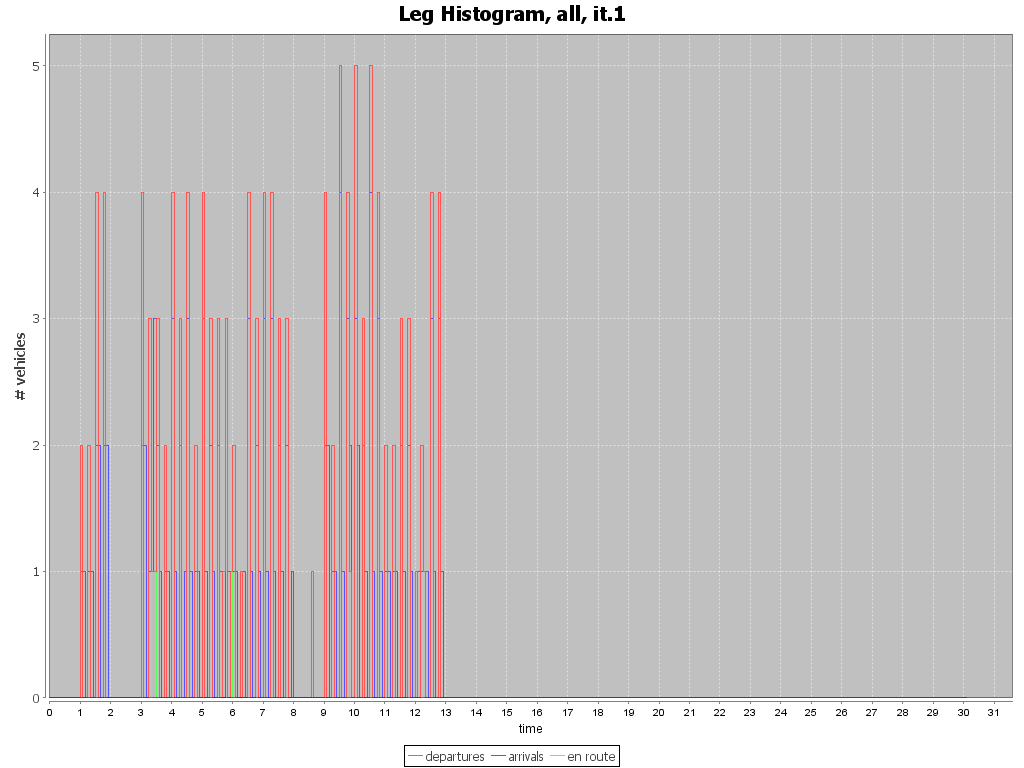 Leg Histogram, all, it.1
# vehicles
5
4
3
2
1
0
0 1 2 3 4 5 6 7 8 9 10 11 12 13 14 15 16 17 18 19 20 21 22 23 24 25 26 27 28 29 30 31
time
departures arrivals en route